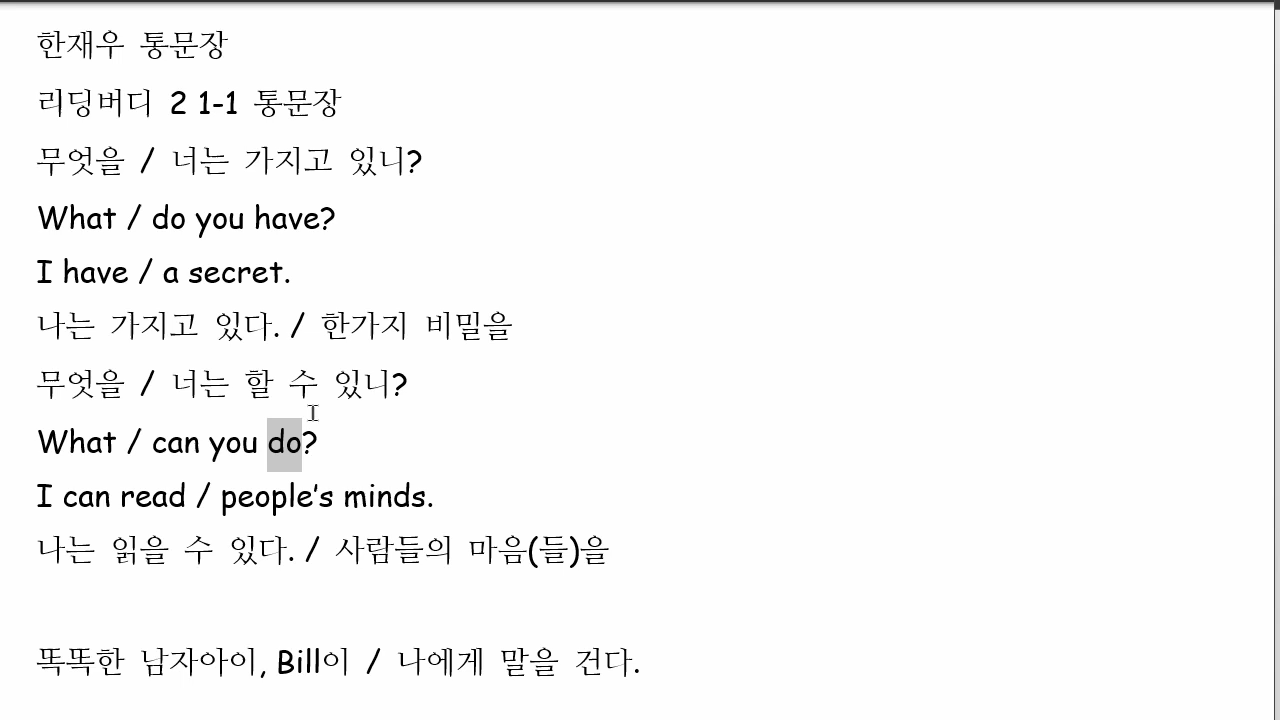 한재우 통문장
리딩버디 2 1-1 통문장
무엇을 / 너는 가지고 있니?
What / do you have?
I have / a secret.
나는 가지고 있다. / 한가지 비밀을
무엇을 / 너는 할 수 있니?
What / can you do?
I can read / people's minds.
나는 읽을 수 있다. / 사람들의 마음(들)을
똑똑한 남자아이, Bill이 / 나에게 말을 건다.